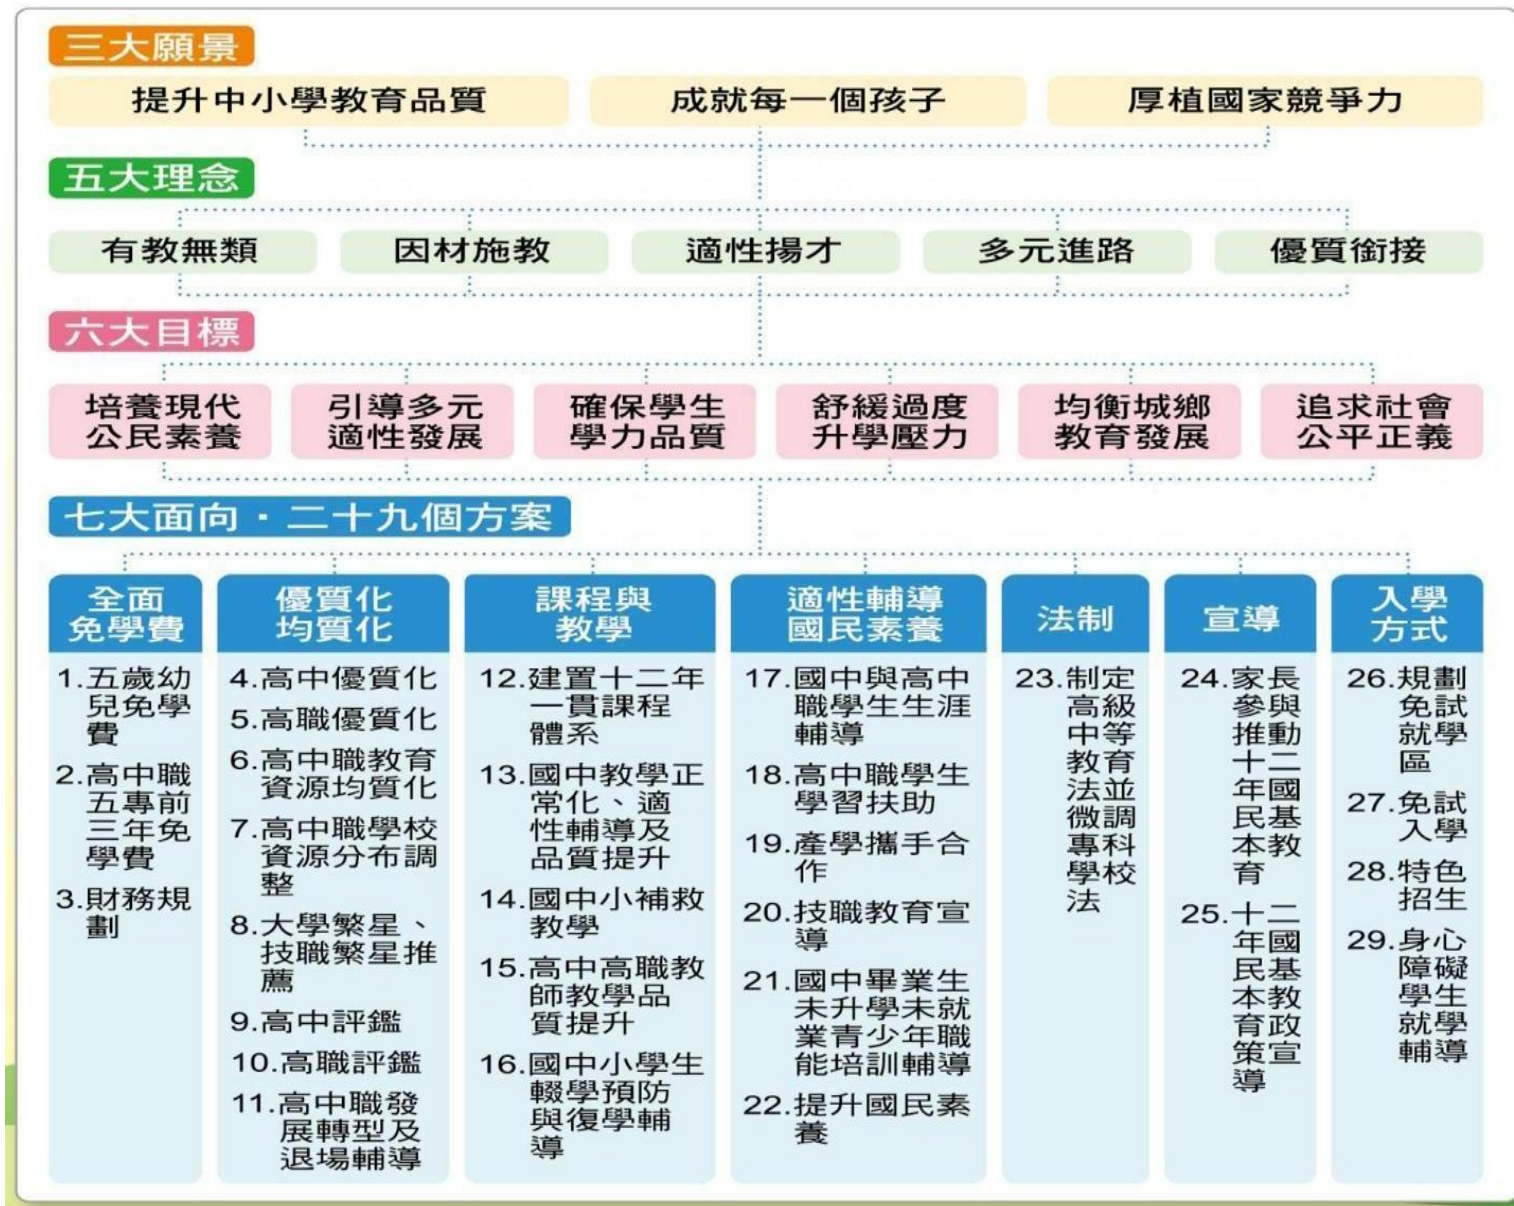 三大願景
提升中小學教育品質
成就每一個孩子
厚植國家競爭力
五大理念
有教無類
因材施教
適性揚才
多元進路
優質銜接
六大目標
培養現代
公民素養
引導多元
適性發展
確保學生
學力品質
舒緩過度
升學壓力
均衡城鄉
教育發展
追求社會
公平正義
七大面向．二十九個方案
全面
免學費
1.五歲幼
兒免學
費
2.高中職
五專前
三年免
學費
3.財務規
劃
優質化
均質化
4.高中優質化
5.高職優質化
6.高中職教育
資源均質化
7.高中職學校
資源分布調
整
8.大學繁星、
技職繁星推
薦
9.高中評鑑
10.高職評鑑
11.高中職發
展轉型及
退場輔導
課程與
教學
12.建置十二年
一貫課程
體系
13.國中教學正
常化、適
性輔導及
品質提升
14.國中小補救
教學
15.高中高職教
師教學品
質提升
16.國中小學生
輟學預防
與復學輔
導
適性輔導
國民素養
17.國中與高中
職學生生涯
輔導
18.高中職學生
學習扶助
19.產學攜手合
作
20.技職教育宣
導
21.國中畢業生
未升學未就
業青少年職
能培訓輔導
22.提升國民素
養
法制
23.制定
高級
中等
教育
法並
微調
專科
學校
法
宣導
24.家長
參與
推動
十二
年國
民基
本教
育
25.十二
年國
民基
本教
育政
策宣
導
入學
方式
26.規劃
免試
就學
區
27.免試
入學
28.特色
招生
29.身心
障礙
學生
就學
輔導